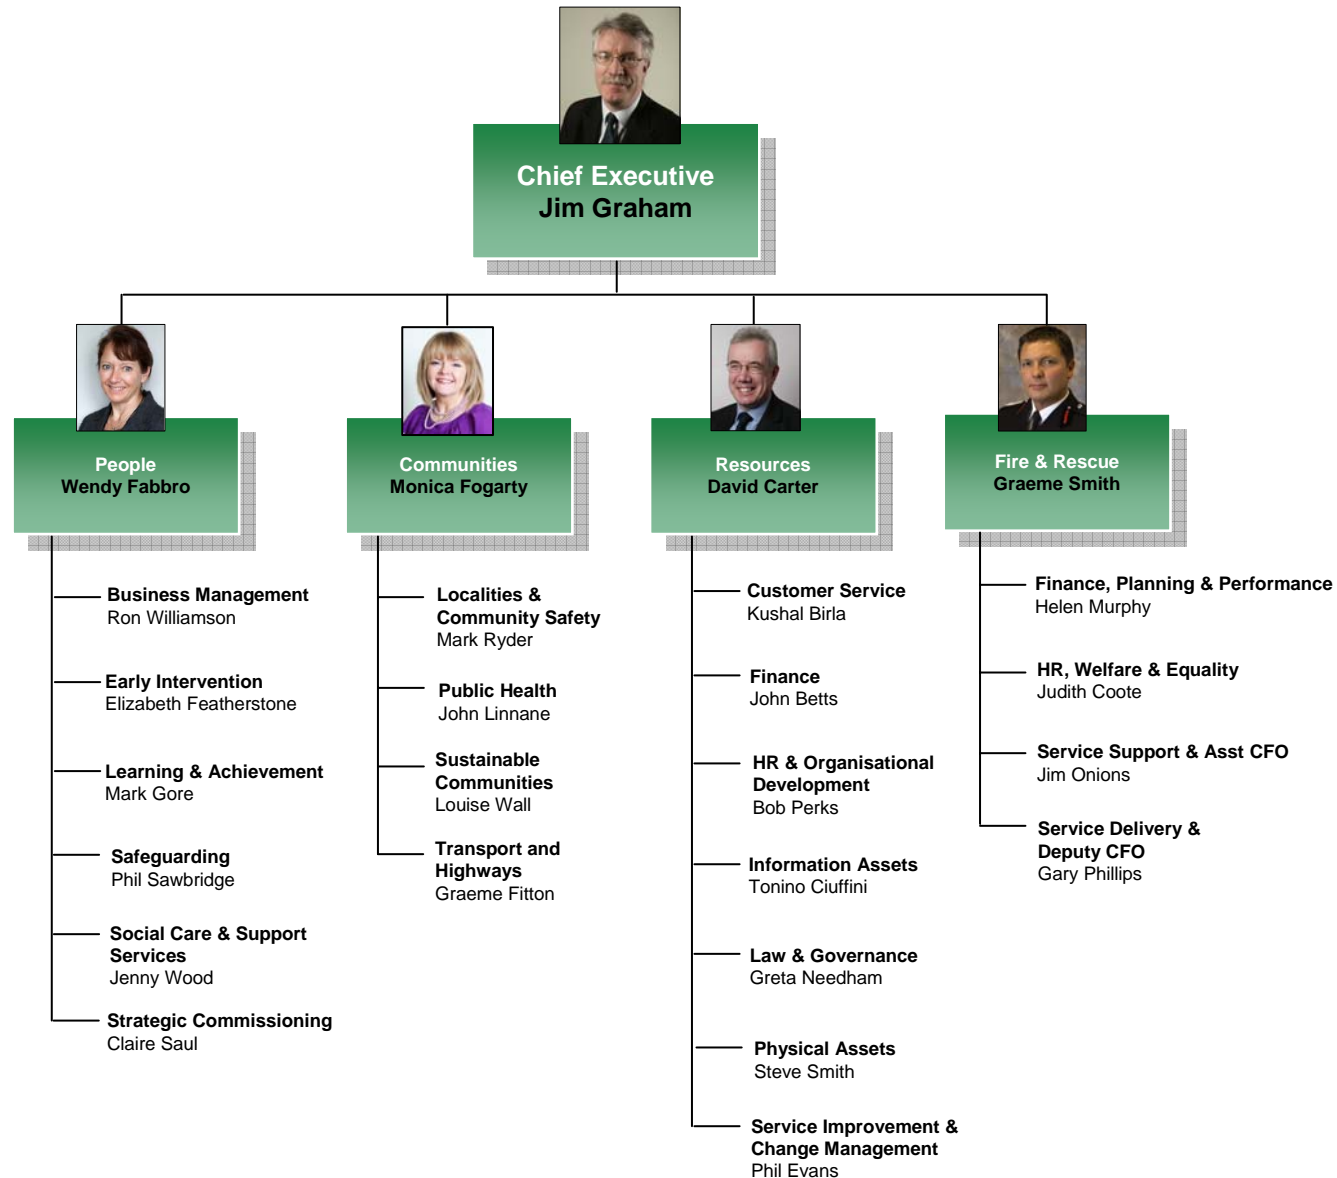 Chief Executive
Jim Graham
People
Wendy Fabbro
Business Management
Ron Williamson
Early Intervention
Elizabeth Featherstone
Learning & Achievement
Mark Gore
Safeguarding
Phil Sawbridge
Social Care & Support
Services
Jenny Wood
Strategic Commissioning
Claire Saul
Communities
Monica Fogarty
Localities &
Community Safety
Mark Ryder
Public Health
John Linnane
Sustainable
Communities
Louise Wall
Transport and
Highways
Graeme Fitton
Resources
David Carter
Customer Service
Kushal Birla
Finance
John Betts
HR & Organisational
Development
Bob Perks
Information Assets
Tonino Ciuffini
Law & Governance
Greta Needham
Physical Assets
Steve Smith
Service Improvement &
Change Management
Phil Evans
Fire & Rescue
Graeme Smith
Finance, Planning & Performance
Helen Murphy
HR, Welfare & Equality
Judith Coote
Service Support & Asst CFO
Jim Onions
Service Delivery &
Deputy CFO
Gary Phillips